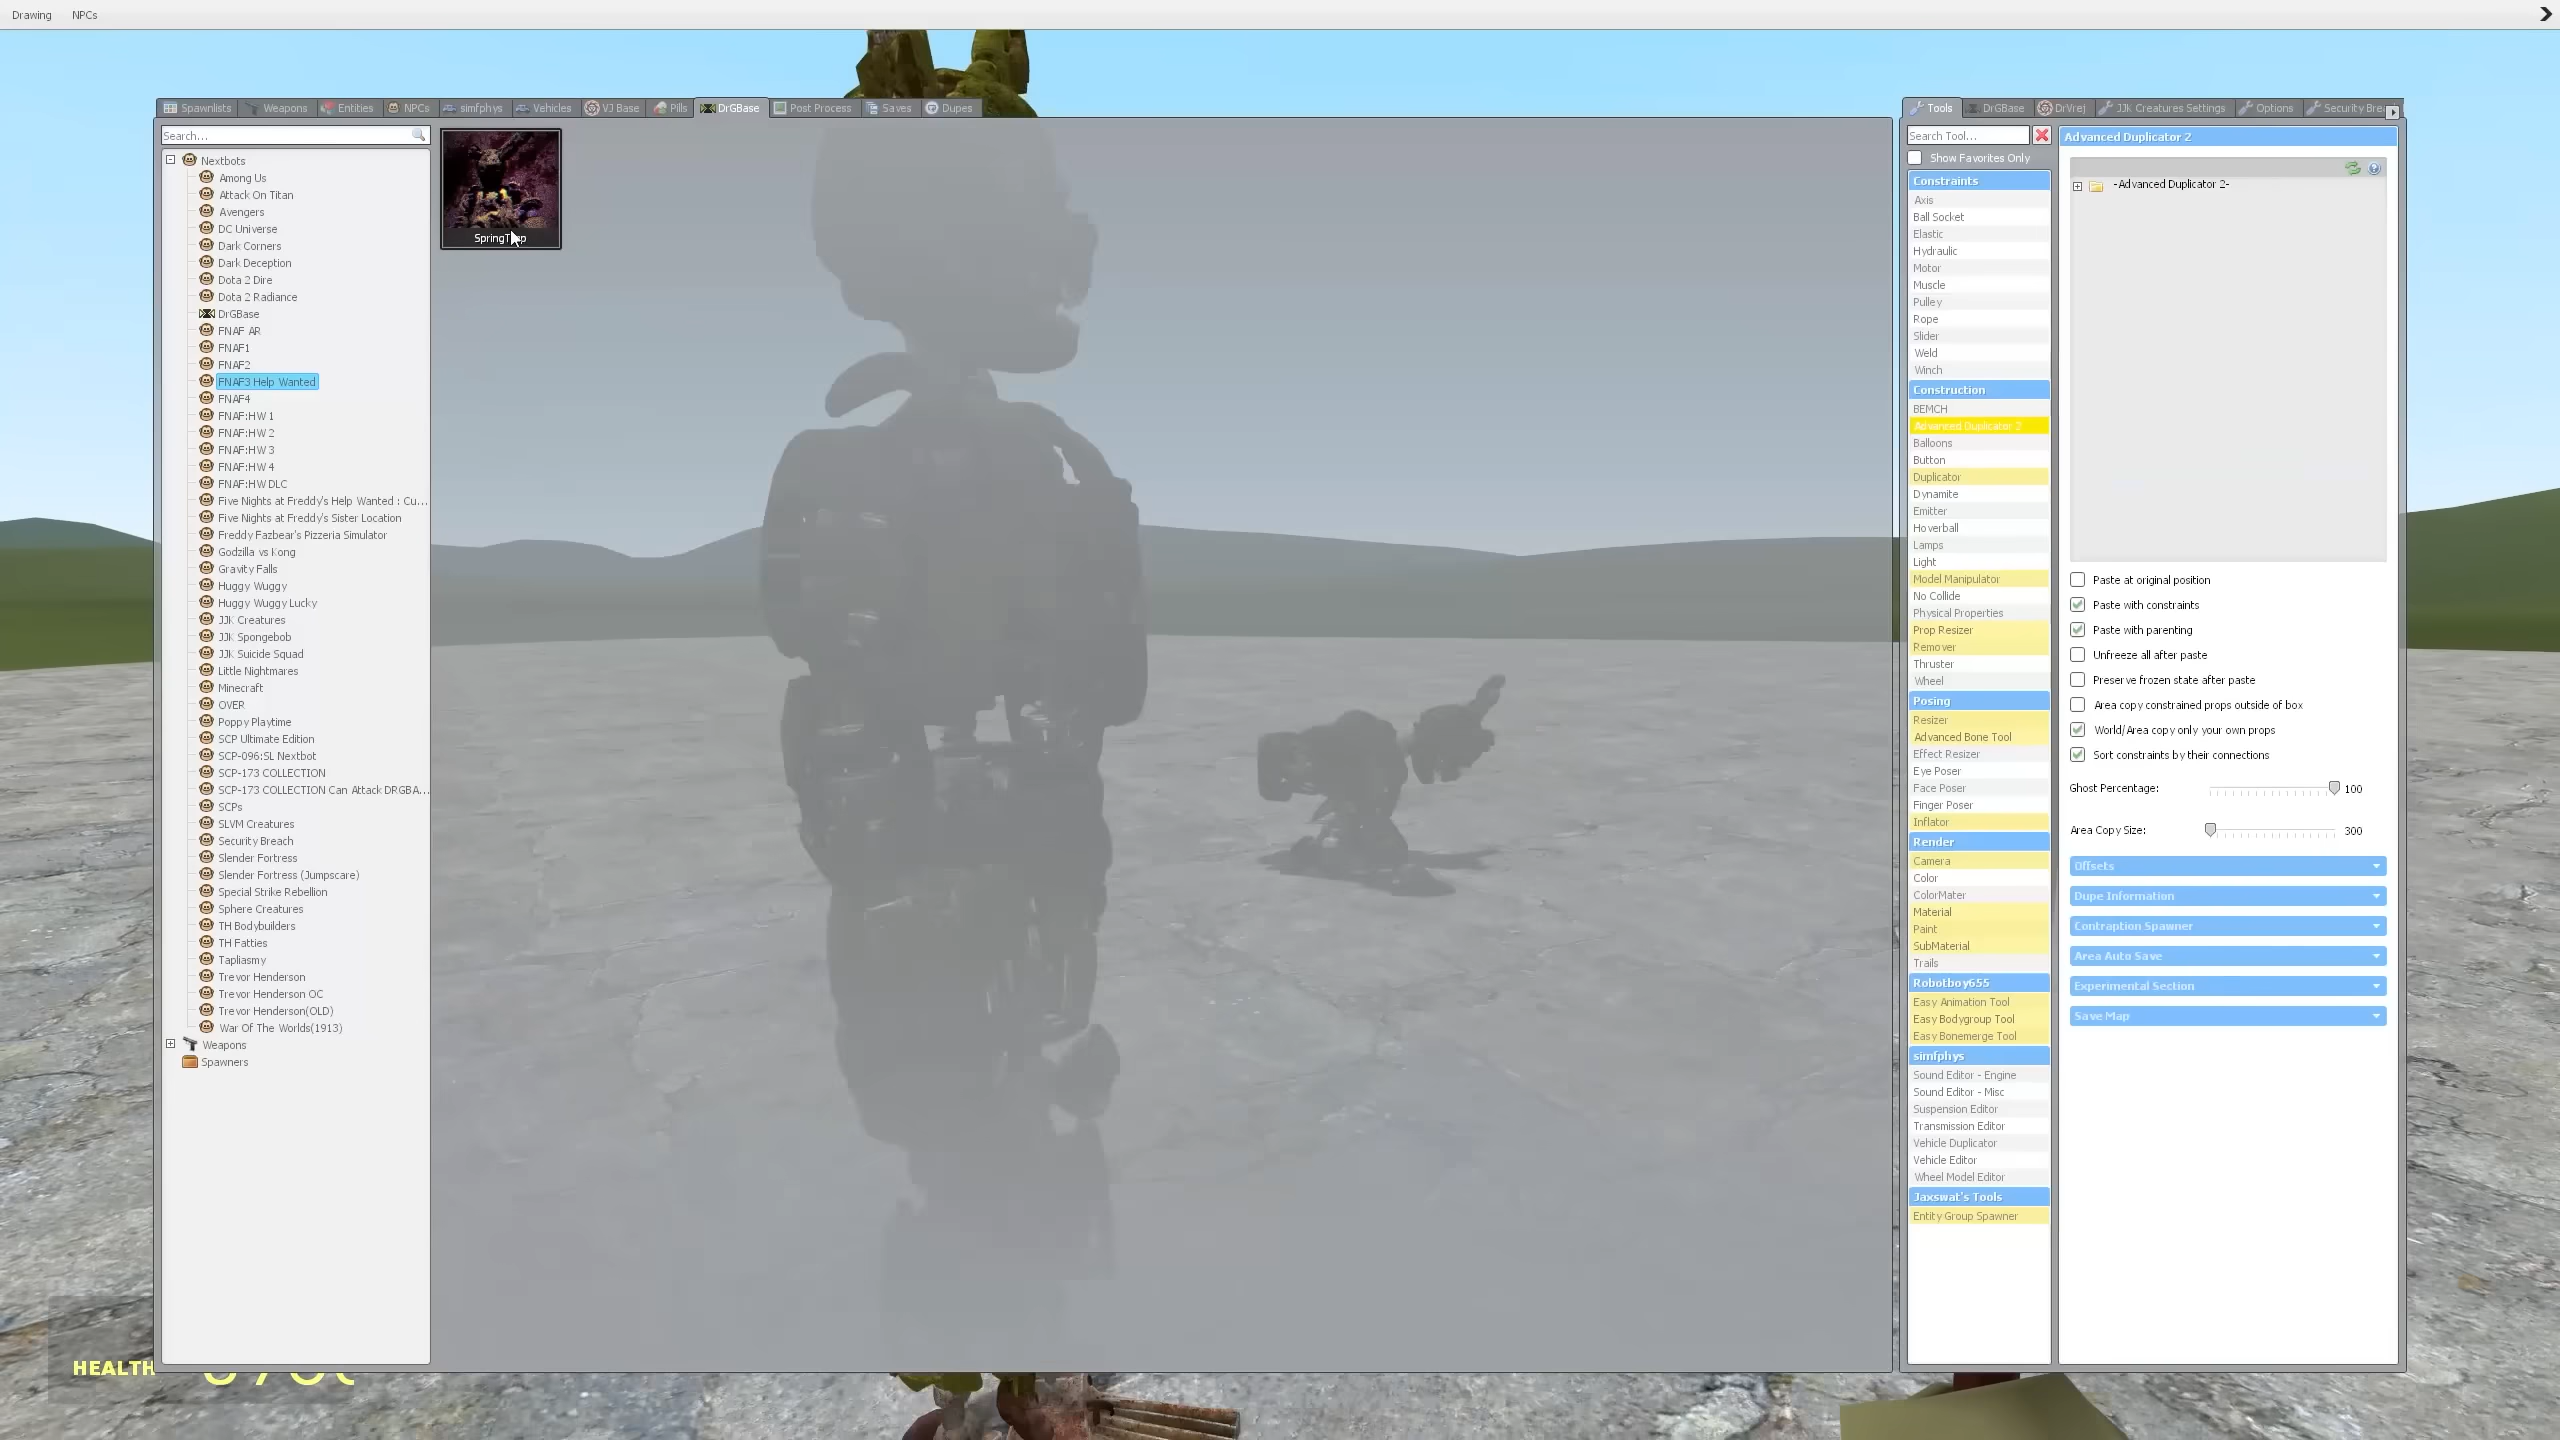 Drawing NPCs
Spawnlists Weapons Entities NPCs simfphys Vehicles VJ Base Pills DrGBase Post Process Saves Dupes
Search...
Nextbots
Among Us
Attack On Titan
Avengers
DC Universe
Dark Corners
Dark Deception
Dota 2 Dire
Dota 2 Radiance
DrGBase
FNAF AR
FNAF1
FNAF2
FNAF3 Help Wanted
FNAF4
FNAF:HW 1
FNAF:HW 2
FNAF:HW 3
FNAF:HW 4
FNAF:HW DLC
Five Nights at Freddy's Help Wanted : Cu...
Five Nights at Freddy's Sister Location
Freddy Fazbear's Pizzeria Simulator
Godzilla vs Kong
Gravity Falls
Huggy Wuggy
Huggy Wuggy Lucky
JJK Creatures
JJK Spongebob
JJK Suicide Squad
Little Nightmares
Minecraft
OVER
Poppy Playtime
SCP Ultimate Edition
SCP-096:SL Nextbot
SCP-173 COLLECTION
SCP-173 COLLECTION Can Attack DRGBA...
SCPs
SLVM Creatures
Security Breach
Slender Fortress
Slender Fortress (Jumpscare)
Special Strike Rebellion
Sphere Creatures
TH Bodybuilders
TH Fatties
Tapliasmy
Trevor Henderson
Trevor Henderson OC
Trevor Henderson(OLD)
War Of The Worlds(1913)
Weapons
Spawners
HEALTH
Tools DrGBase DrVrej JJK Creatures Settings Options Security Bre
Search Tool...
Show Favorites Only
Constraints
Axis
Ball Socket
Elastic
Hydraulic
Motor
Muscle
Pulley
Rope
Slider
Weld
Winch
Construction
BEMCH
Advanced Duplicator 2
Balloons
Button
Duplicator
Dynamite
Emitter
Hoverball
Lamps
Light
Model Manipulator
No Collide
Physical Properties
Prop Resizer
Remover
Thruster
Wheel
Posing
Resizer
Advanced Bone Tool
Effect Resizer
Eye Poser
Face Poser
Finger Poser
Inflator
Render
Camera
Color
ColorMater
Material
Paint
SubMaterial
Trails
Robotboy655
Easy Animation Tool
Easy Bodygroup Tool
Easy Bonemerge Tool
simfphys
Sound Editor - Engine
Sound Editor - Misc
Suspension Editor
Transmission Editor
Vehicle Duplicator
Vehicle Editor
Wheel Model Editor
Jaxswat's Tools
Entity Group Spawner
Advanced Duplicator 2
-Advanced Duplicator 2-
Paste at original position
Paste with constraints
Paste with parenting
Unfreeze all after paste
Preserve frozen state after paste
Area copy constrained props outside of box
World/Area copy only your own props
Sort constraints by their connections
Ghost Percentage: 100
Area Copy Size: 300
Offsets
Dupe Information
Contraption Spawner
Area Auto Save
Experimental Section
Save Map